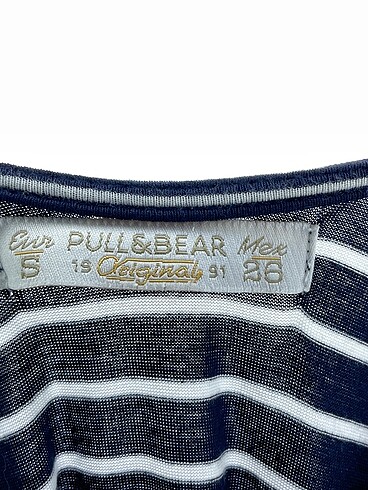 Eur PULL&BEAR Mex
S 19 Original 91 26